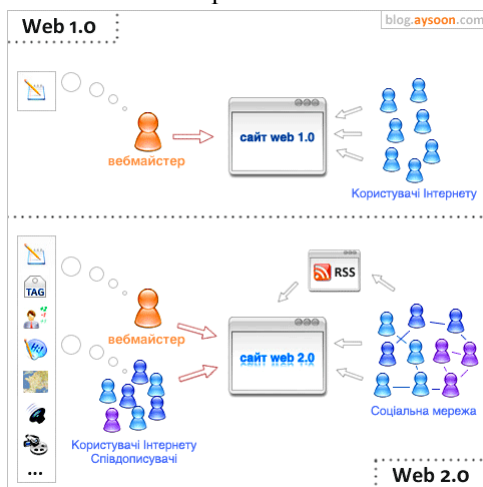 Web 1.0
blog.aysoon.com
сайт web 1.0
вебмайстер
Користувачі Інтернету
RSS
TAG
вебмайстер
сайт web 2.0
Соціальна мережа
Користувачі Інтернету
Співдописувачі
...
Web 2.0